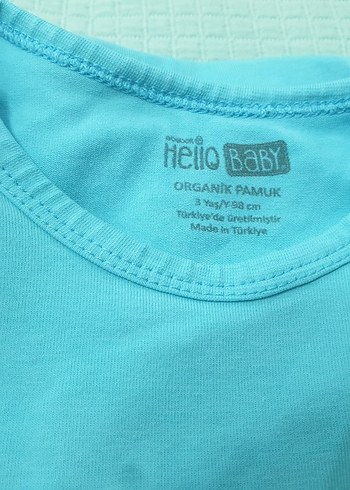 ebebek
Hello BABY
ORGANİK PAMUK
3 Yaş/Y-98 cm
Türkiye'de üretilmiştir
Made in Türkiye